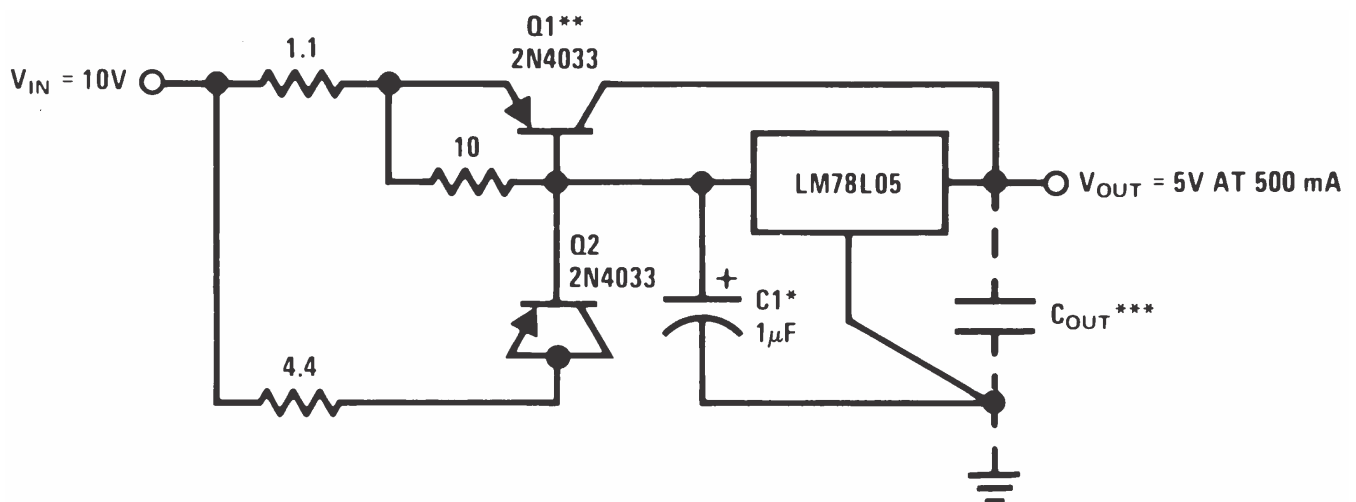 Q1**
2N4033
1.1
V_IN = 10V
10
LM78L05
V_OUT = 5V AT 500 mA
Q2
2N4033
+
C1*
1μF
C_OUT***
4.4